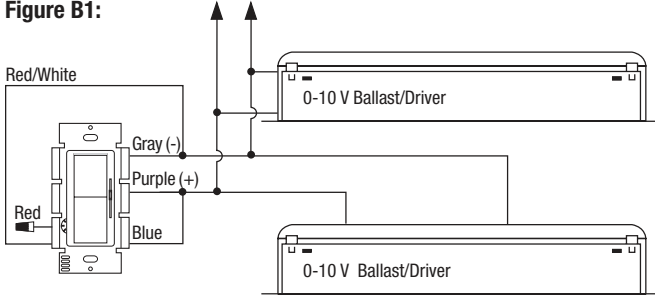 Figure B1:
Red/White
0-10 V Ballast/Driver
Gray (-)
Purple (+)
Red
Blue
0-10 V Ballast/Driver